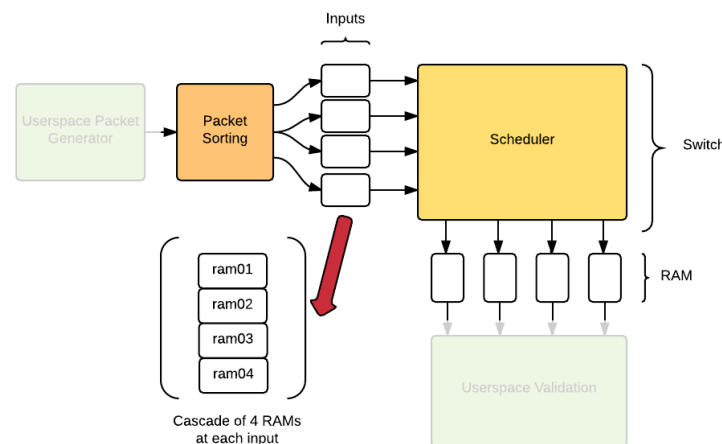 Inputs
Userspace Packet
Generator
Packet
Sorting
Scheduler
Switch
ram01
ram02
ram03
ram04
RAM
Userspace Validation
Cascade of 4 RAMs
at each input